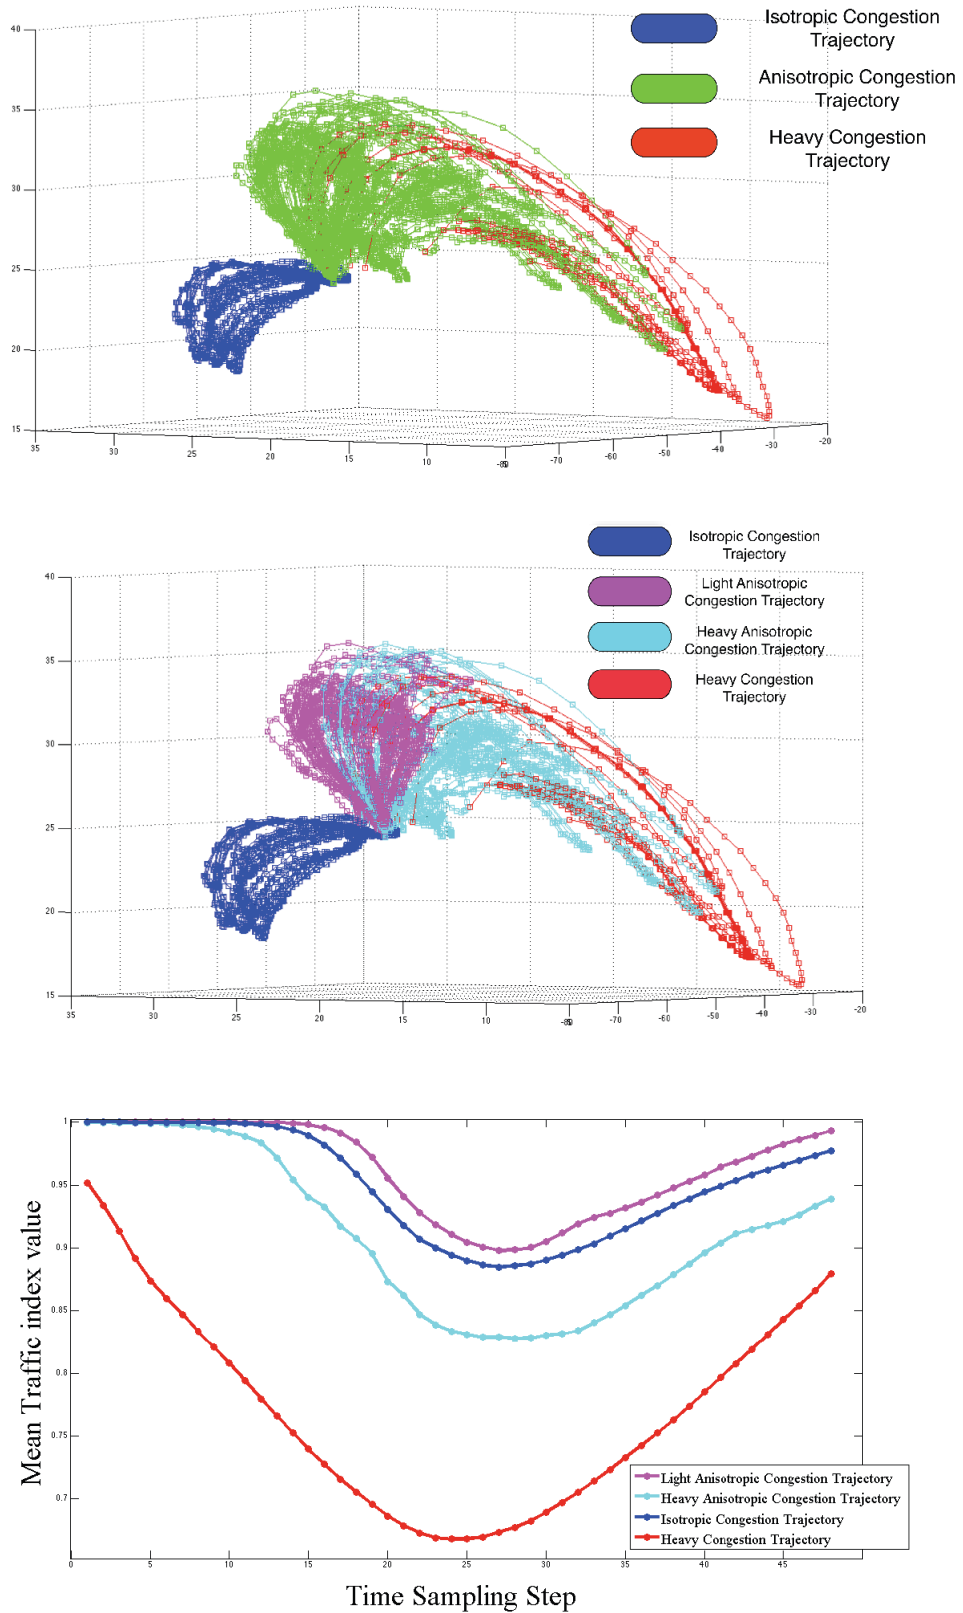 Isotropic Congestion
Trajectory
Anisotropic Congestion
Trajectory
Heavy Congestion
Trajectory
40
35
30
25
20
15
35
30
25
20
15
10
-70
-60
-50
-40
-30
-20
Isotropic Congestion
Trajectory
Light Anisotropic
Congestion Trajectory
Heavy Anisotropic
Congestion Trajectory
Heavy Congestion
Trajectory
40
35
30
25
20
15
35
30
25
20
15
10
-70
-60
-50
-40
-30
-20
Mean Traffic index value
1
0.95
0.9
0.85
0.8
0.75
0.7
Light Anisotropic Congestion Trajectory
Heavy Anisotropic Congestion Trajectory
Isotropic Congestion Trajectory
Heavy Congestion Trajectory
0
5
10
15
20
25
30
35
40
45
Time Sampling Step